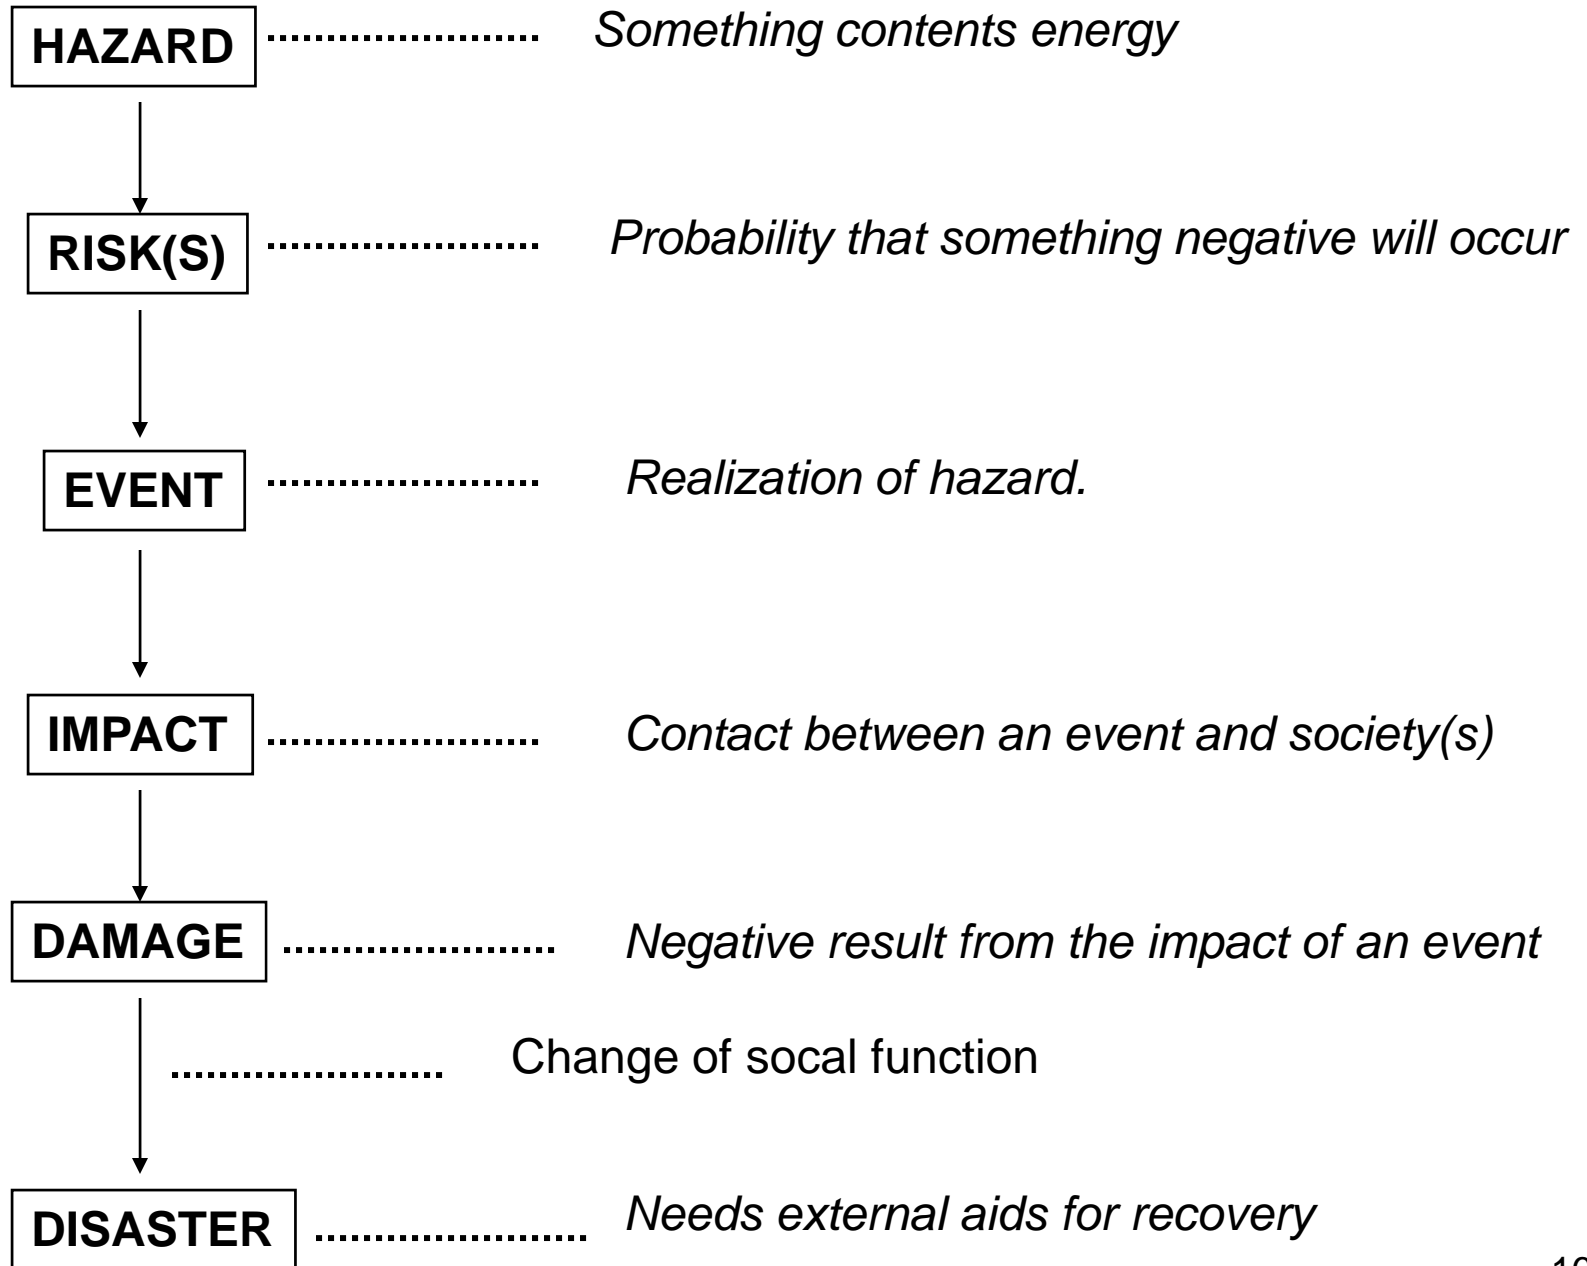 HAZARD Something contents energy
RISK(S) Probability that something negative will occur
EVENT Realization of hazard.
IMPACT Contact between an event and society(s)
DAMAGE Negative result from the impact of an event
Change of socal function
DISASTER Needs external aids for recovery